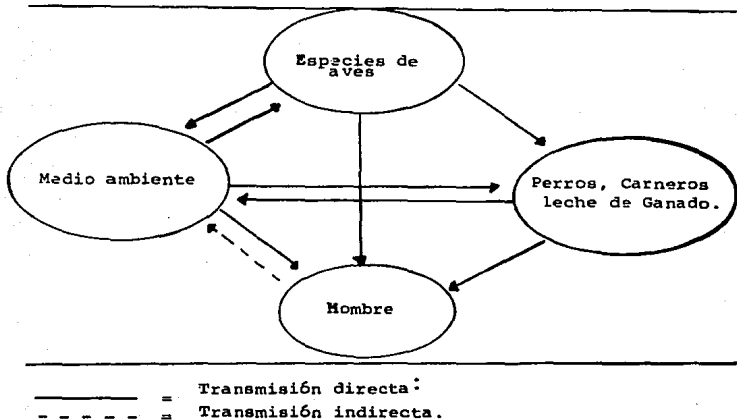 Especies de
aves
Medio ambiente
Perros, Carneros
leche de Ganado.
Hombre
= Transmisión directa:
= Transmisión indirecta.